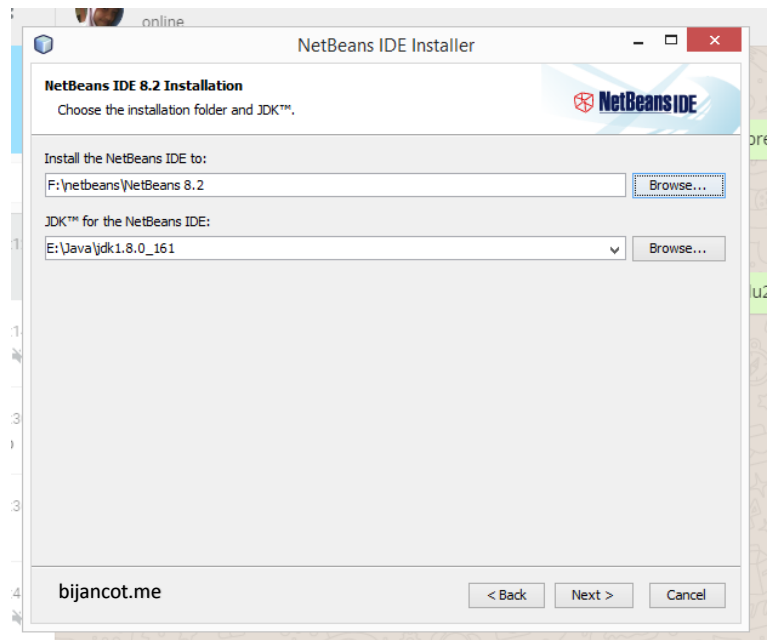 online
NetBeans IDE Installer
NetBeans IDE 8.2 Installation
Choose the installation folder and JDK™.
NetBeans IDE
Install the NetBeans IDE to:
F:\netbeans\NetBeans 8.2
Browse...
JDK™ for the NetBeans IDE:
E:\Java\jdk1.8.0_161
Browse...
bijancot.me
< Back
Next >
Cancel